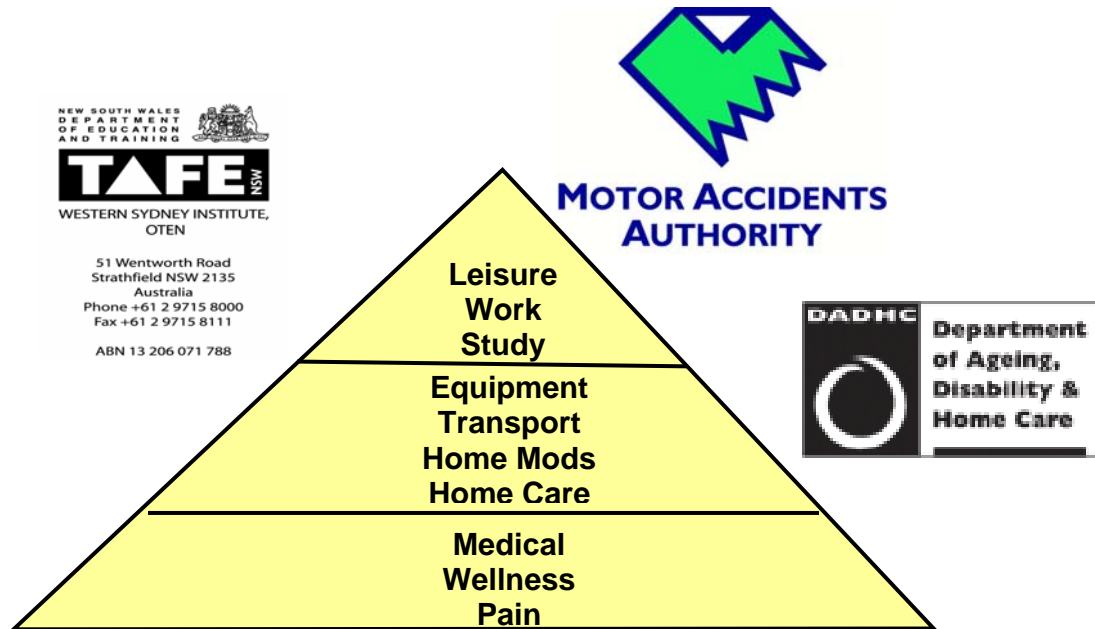 NEW SOUTH WALES
DEPARTMENT
OF EDUCATION
AND TRAINING
TAFE
NSW
WESTERN SYDNEY INSTITUTE,
OTEN
51 Wentworth Road
Strathfield NSW 2135
Australia
Phone +61 2 9715 8000
Fax +61 2 9715 8111
ABN 13 206 071 788
MOTOR ACCIDENTS
AUTHORITY
DADHC
Department
of Ageing,
Disability &
Home Care
Leisure
Work
Study
Equipment
Transport
Home Mods
Home Care
Medical
Wellness
Pain